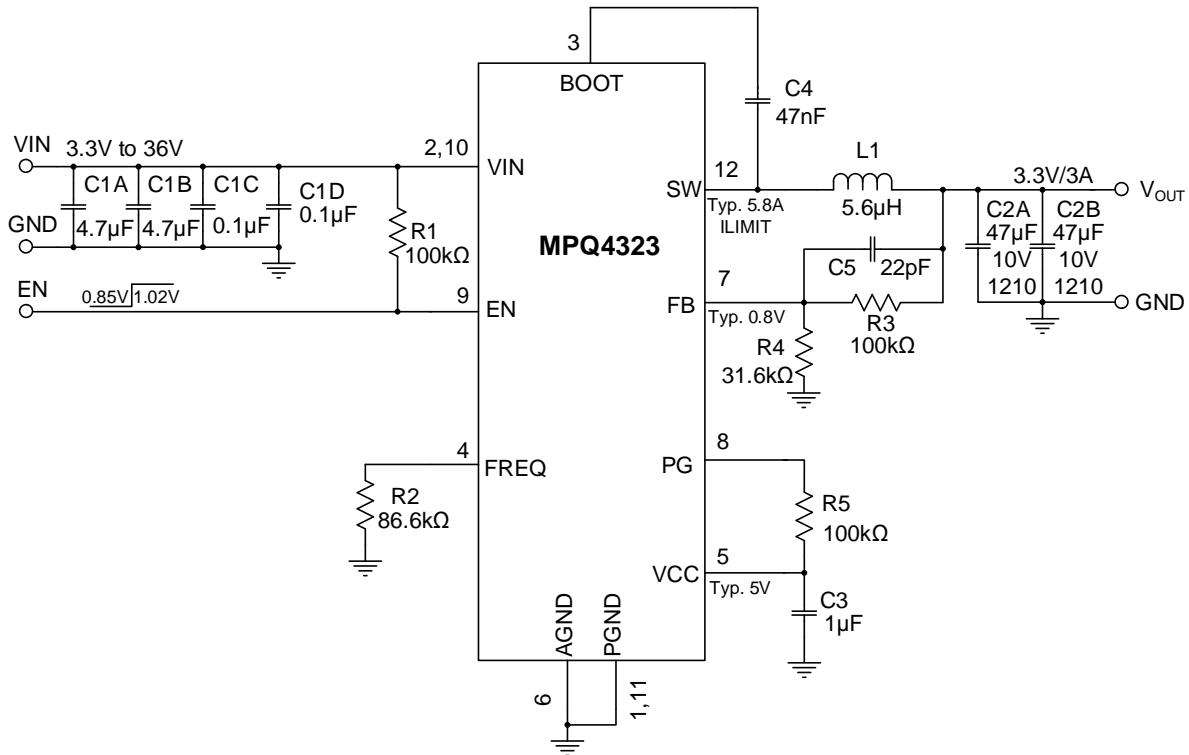 3
BOOT
C4
47nF
VIN
3.3V to 36V
2,10
VIN
C1A
C1B
C1C
C1D
4.7µF
4.7µF
0.1µF
0.1µF
GND
R1
100kΩ
MPQ4323
12
SW
Typ. 5.8A
ILIMIT
L1
5.6µH
3.3V/3A
VOUT
C2A
C2B
47µF
47µF
10V
10V
1210
1210
GND
C5
22pF
EN
0.85V
1.02V
9
EN
7
FB
Typ. 0.8V
R3
100kΩ
R4
31.6kΩ
4
FREQ
R2
86.6kΩ
8
PG
R5
100kΩ
5
VCC
Typ. 5V
C3
1µF
AGND
PGND
6
1,11